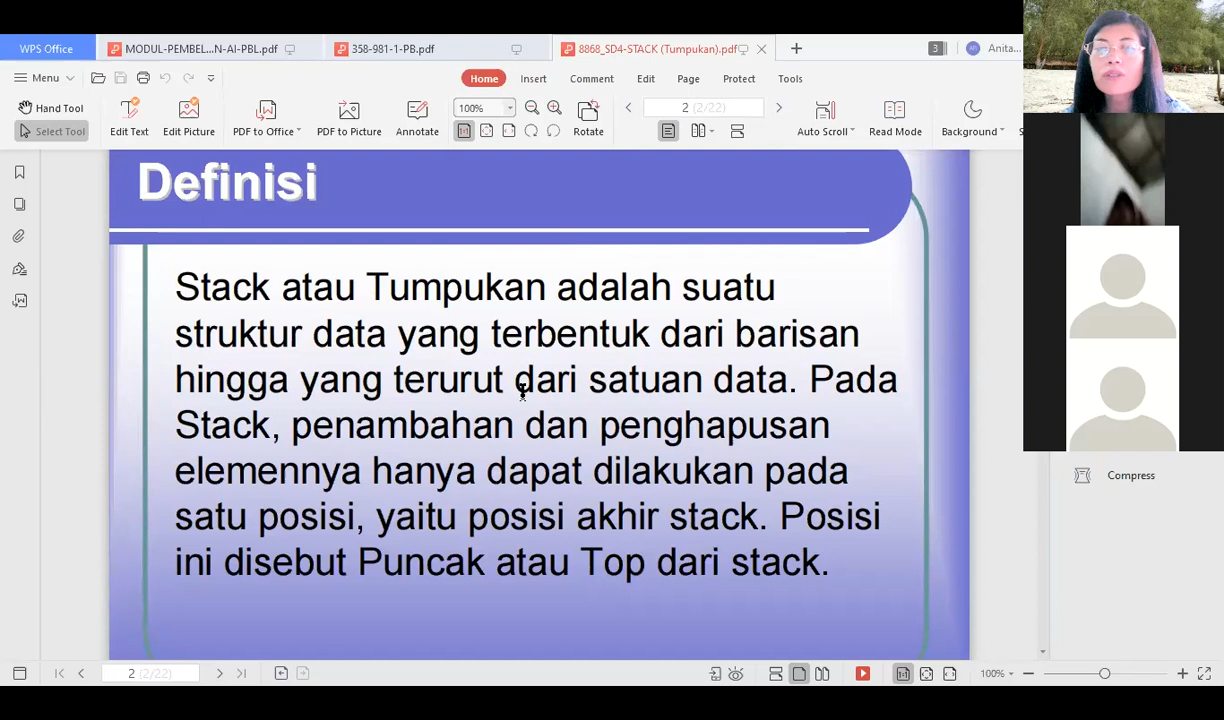 WPS Office
MODUL-PEMBEL...N-AI-PBL.pdf
358-981-1-PB.pdf
8868_SD4-STACK (Tumpukan).pdf
3
Anita...
Menu
Home
Insert
Comment
Edit
Page
Protect
Tools
Hand Tool
Select Tool
Edit Text
Edit Picture
PDF to Office
PDF to Picture
Annotate
100%
Rotate
2 (2/22)
Auto Scroll
Read Mode
Background
Definisi
Stack atau Tumpukan adalah suatu
struktur data yang terbentuk dari barisan
hingga yang terurut dari satuan data. Pada
Stack, penambahan dan penghapusan
elemennya hanya dapat dilakukan pada
satu posisi, yaitu posisi akhir stack. Posisi
ini disebut Puncak atau Top dari stack.
Compress
2 (2/22)
100%